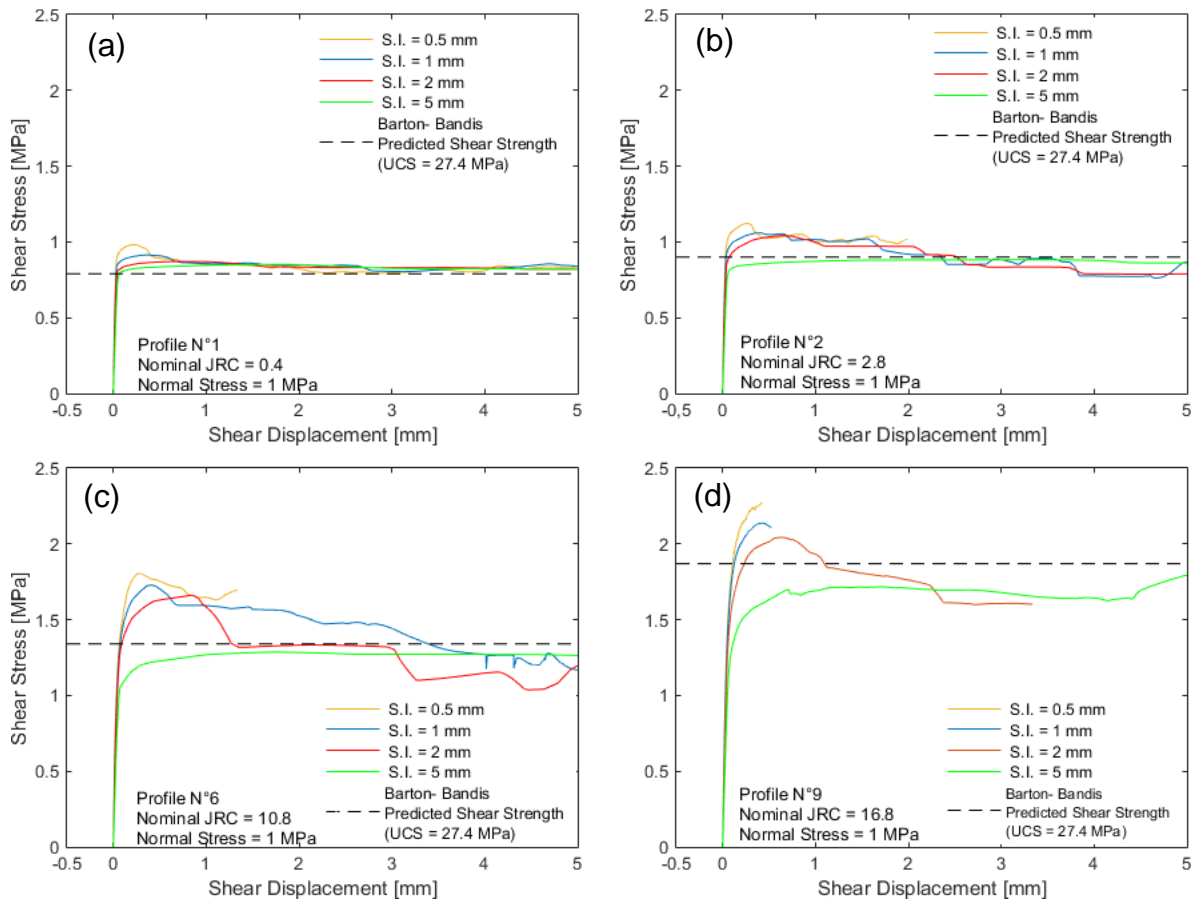 (a)
2.5
2
1.5
1
0.5
0
Shear Stress [MPa]
S.I. = 0.5 mm
S.I. = 1 mm
S.I. = 2 mm
S.I. = 5 mm
Barton- Bandis
Predicted Shear Strength
(UCS = 27.4 MPa)
Profile N°1
Nominal JRC = 0.4
Normal Stress = 1 MPa
-0.5 0 1 2 3 4 5
Shear Displacement [mm]
(b)
2.5
2
1.5
1
0.5
0
Shear Stress [MPa]
S.I. = 0.5 mm
S.I. = 1 mm
S.I. = 2 mm
S.I. = 5 mm
Barton- Bandis
Predicted Shear Strength
(UCS = 27.4 MPa)
Profile N°2
Nominal JRC = 2.8
Normal Stress = 1 MPa
-0,5 0 1 2 3 4 5
Shear Displacement [mm]
(c)
2.5
2
1.5
1
0.5
0
Shear Stress [MPa]
S.I. = 0.5 mm
S.I. = 1 mm
S.I. = 2 mm
S.I. = 5 mm
Barton- Bandis
Predicted Shear Strength
(UCS = 27.4 MPa)
Profile N°6
Nominal JRC = 10.8
Normal Stress = 1 MPa
-0.5 0 1 2 3 4 5
Shear Displacement [mm]
(d)
2.5
2
1.5
1
0.5
0
S.I. = 0.5 mm
S.I. = 1 mm
S.I. = 2 mm
S.I. = 5 mm
Barton- Bandis
Predicted Shear Strength
(UCS = 27.4 MPa)
Profile N°9
Nominal JRC = 16.8
Normal Stress = 1 MPa
-0.5 0 1 2 3 4 5
Shear Displacement [mm]